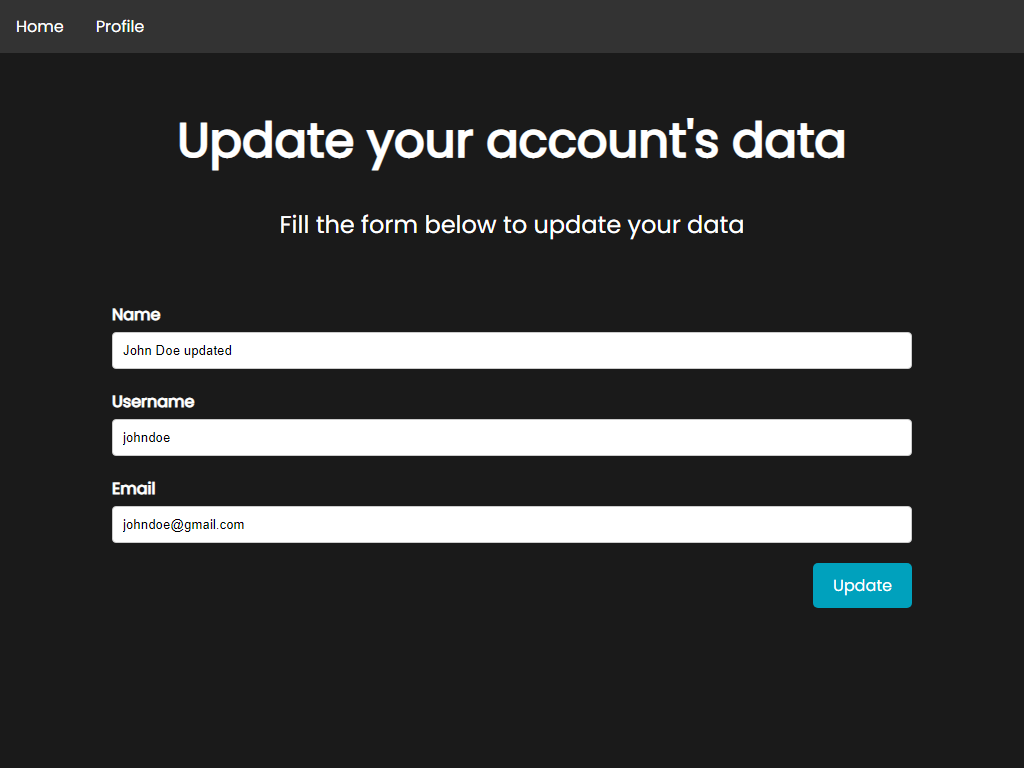 Home Profile
Update your account's data
Fill the form below to update your data
Name
John Doe updated
Username
johndoe
Email
johndoe@gmail.com
Update